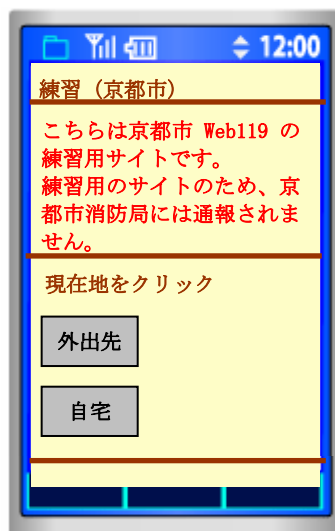 12:00
練習（京都市）
こちらは京都市 Web119 の
練習用サイトです。
練習用のサイトのため、京
都市消防局には通報されま
せん。
現在地をクリック
外出先
自宅